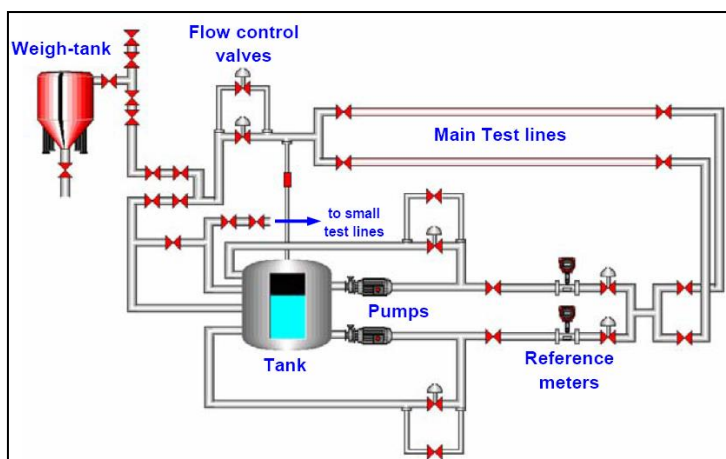 Weigh-tank
Flow control
valves
Main Test lines
to small
test lines
Pumps
Tank
Reference
meters